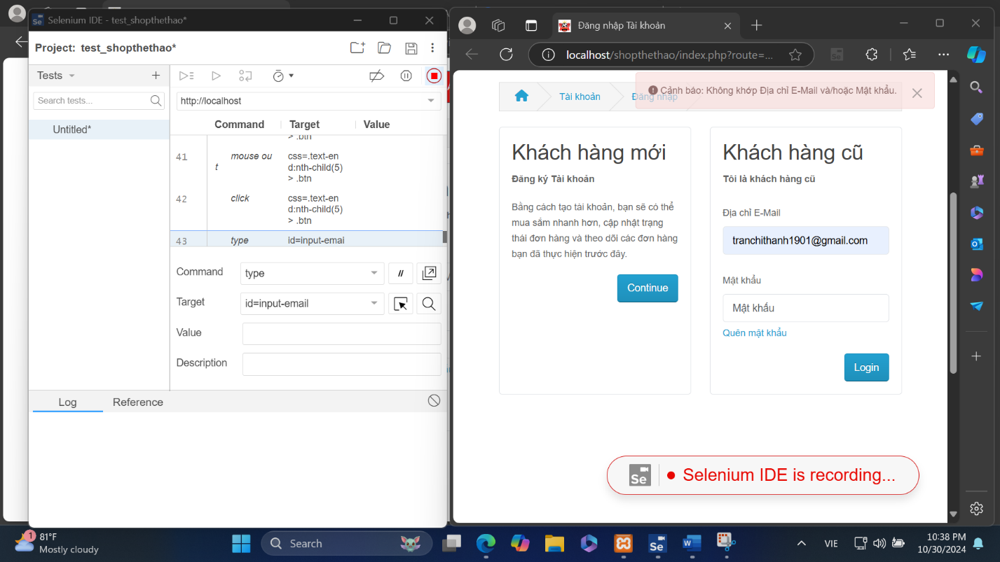 Selenium IDE - test_shopthethao*
Project: test_shopthethao*
Tests
Search tests...
Untitled*
http://localhost
Command Target Value
> .btn
41 mouse ou
t
css=.text-en
d:nth-child(5)
> .btn
42 click
css=.text-en
d:nth-child(5)
> .btn
43 type id=input-emai
Command type //
Target id=input-email
Value
Description
Log Reference
Đăng nhập Tài khoản
localhost/shopthethao/index.php?route=...
Se
Tài khoản Đăng nhập
Cảnh báo: Không khớp Địa chỉ E-Mail và/hoặc Mật khẩu.
Khách hàng mới
Đăng ký Tài khoản
Bằng cách tạo tài khoản, bạn sẽ có thể
mua sắm nhanh hơn, cập nhật trạng
thái đơn hàng và theo dõi các đơn hàng
bạn đã thực hiện trước đây.
Continue
Khách hàng cũ
Tôi là khách hàng cũ
Địa chỉ E-Mail
tranchithanh1901@gmail.com
Mật khẩu
Mật khẩu
Quên mật khẩu
Login
Se Selenium IDE is recording...
1
81°F
Mostly cloudy
Search
Se
W
VIE
10:38 PM
10/30/2024